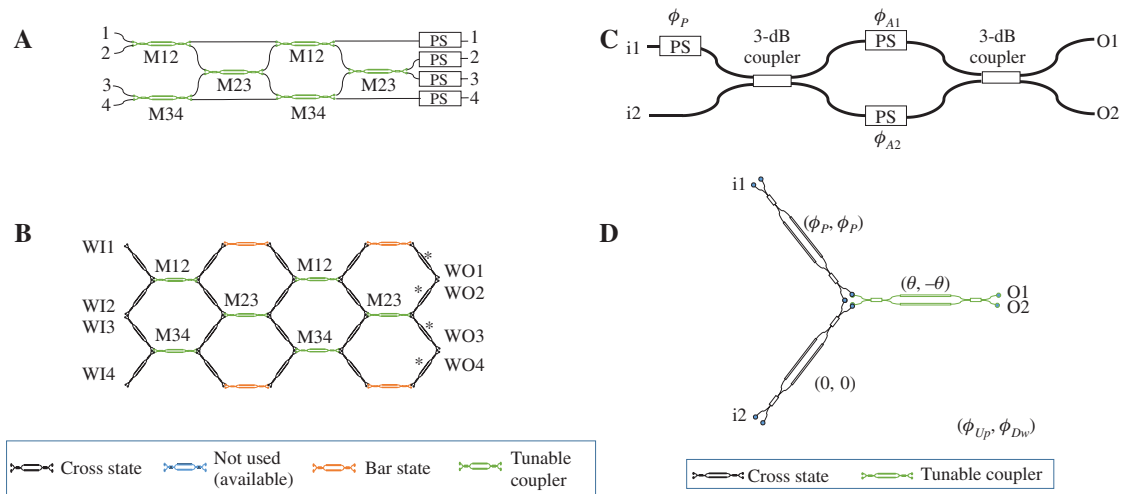 A
1
2
3
4
M12
M23
M34
M12
M34
M23
PS 1
PS 2
PS 3
PS 4
B
WI1
WI2
WI3
WI4
M12
M34
M23
M12
M34
M23
*
*
*
*
WO1
WO2
WO3
WO4
Cross state
Not used
(available)
Bar state
Tunable
coupler
C
i1
i2
ϕP
PS
3-dB
coupler
ϕA1
PS
PS
ϕA2
3-dB
coupler
O1
O2
D
i1
(ϕP, ϕP)
(θ, –θ)
O1
O2
(0, 0)
i2
(ϕUp, ϕDw)
Cross state
Tunable coupler